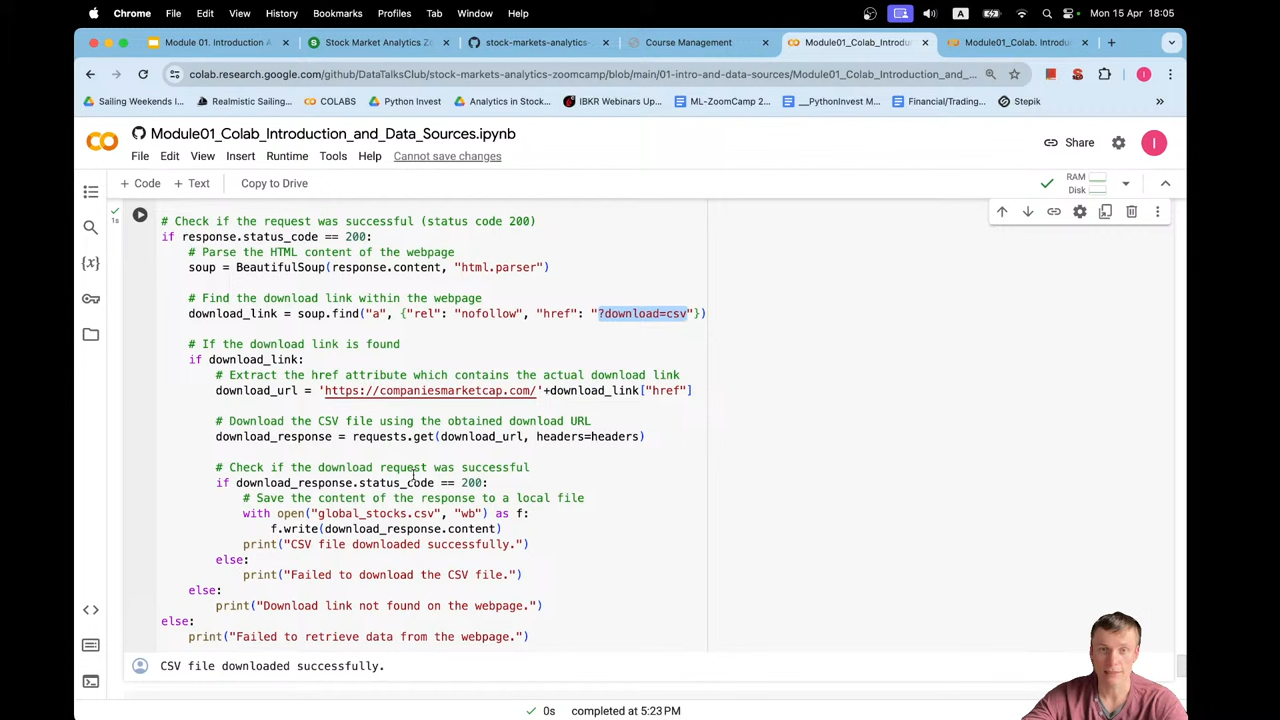 Chrome File Edit View History Bookmarks Profiles Tab Window Help A Mon 15 Apr 18:05
Module 01. Introduction A Stock Market Analytics Zo stock-markets-analytics- Course Management Module01_Colab_Introductio Module01_Colab. Introduc
colab.research.google.com/github/DataTalksClub/stock-markets-analytics-zoomcamp/blob/main/01-intro-and-data-sources/Module01_Colab_Introduction_and_... I
Sailing Weekends I... Realmistic Sailing... COLABS Python Invest Analytics in Stock... IBKR Webinars Up... ML-ZoomCamp 2... __PythonInvest M... Financial/Trading... Stepik »
Module01_Colab_Introduction_and_Data_Sources.ipynb
Share I
File Edit View Insert Runtime Tools Help Cannot save changes
+ Code + Text Copy to Drive
RAM
Disk
1s
# Check if the request was successful (status code 200)
if response.status_code == 200:
# Parse the HTML content of the webpage
soup = BeautifulSoup(response.content, "html.parser")
# Find the download link within the webpage
download_link = soup.find("a", {"rel": "nofollow", "href": "?download=csv"})
# If the download link is found
if download_link:
# Extract the href attribute which contains the actual download link
download_url = 'https://companiesmarketcap.com/'+download_link["href"]
# Download the CSV file using the obtained download URL
download_response = requests.get(download_url, headers=headers)
# Check if the download request was successful
if download_response.status_code == 200:
# Save the content of the response to a local file
with open("global_stocks.csv", "wb") as f:
f.write(download_response.content)
print("CSV file downloaded successfully.")
else:
print("Failed to download the CSV file.")
else:
print("Download link not found on the webpage.")
else:
print("Failed to retrieve data from the webpage.")
CSV file downloaded successfully.
0s completed at 5:23 PM